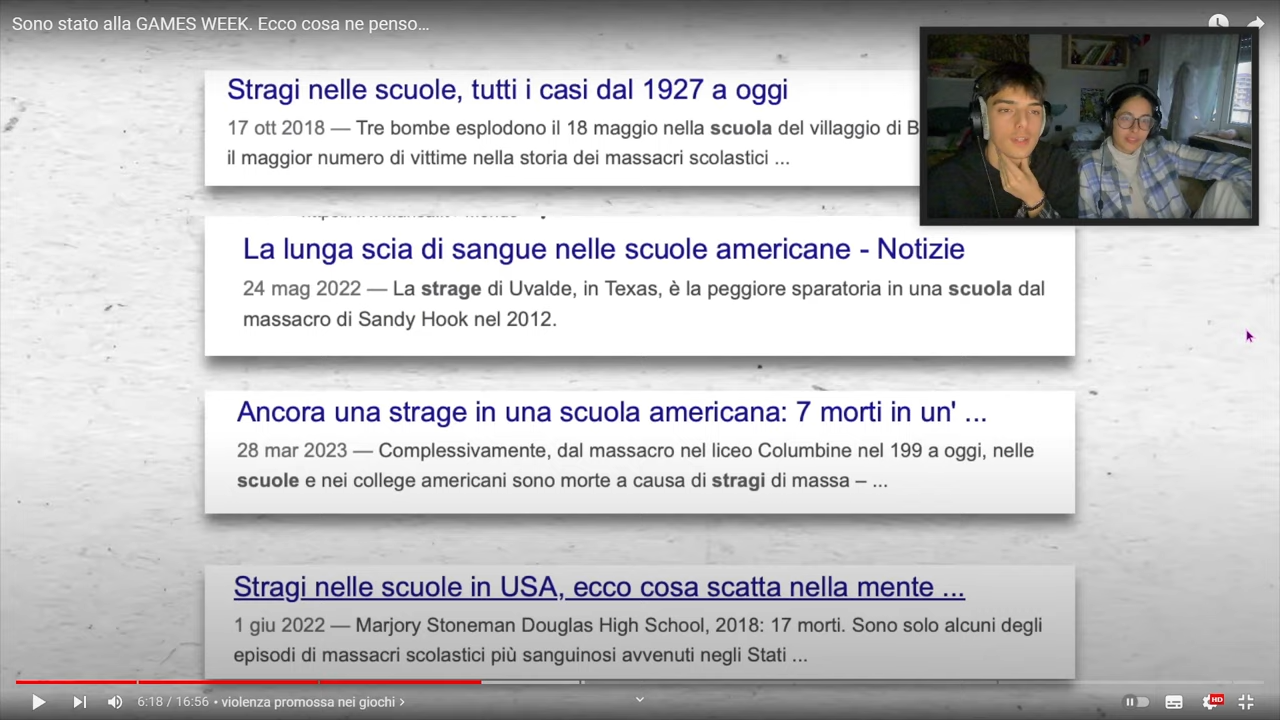 Sono stato alla GAMES WEEK. Ecco cosa ne penso...
Stragi nelle scuole, tutti i casi dal 1927 a oggi
17 ott 2018 — Tre bombe esplodono il 18 maggio nella scuola del villaggio di B
il maggior numero di vittime nella storia dei massacri scolastici ...
La lunga scia di sangue nelle scuole americane - Notizie
24 mag 2022 — La strage di Uvalde, in Texas, è la peggiore sparatoria in una scuola dal
massacro di Sandy Hook nel 2012.
Ancora una strage in una scuola americana: 7 morti in un' ...
28 mar 2023 — Complessivamente, dal massacro nel liceo Columbine nel 199 a oggi, nelle
scuole e nei college americani sono morte a causa di stragi di massa – ...
Stragi nelle scuole in USA, ecco cosa scatta nella mente ...
1 giu 2022 — Marjory Stoneman Douglas High School, 2018: 17 morti. Sono solo alcuni degli
episodi di massacri scolastici più sanguinosi avvenuti negli Stati ...
6:18 / 16:56 • violenza promossa nei giochi ›
HD